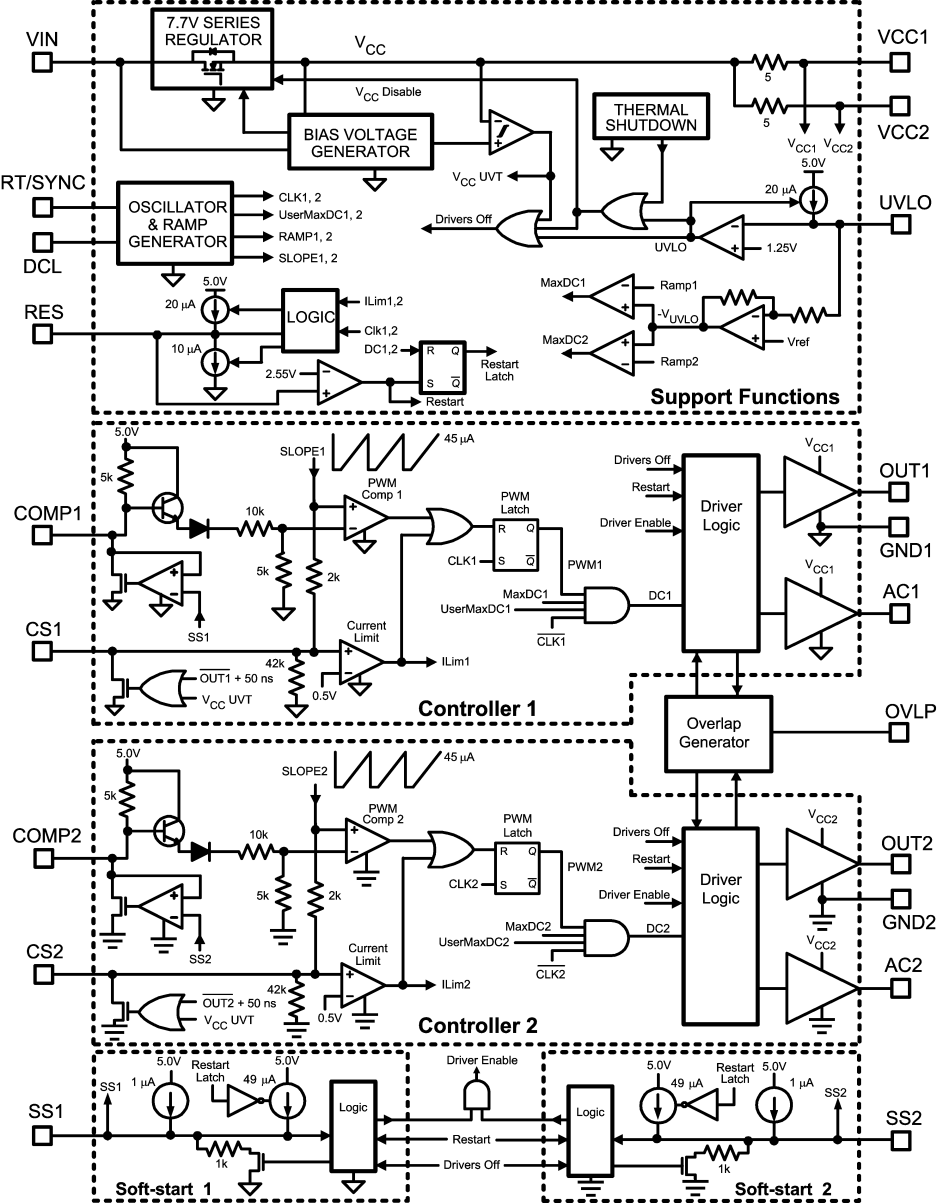 7.7V SERIES
REGULATOR
VIN
VCC
VCC1
5
VCC Disable
5
VCC2
THERMAL
SHUTDOWN
BIAS VOLTAGE
GENERATOR
−
+
VCC1
VCC2
5.0V
VCC UVT
RT/SYNC
OSCILLATOR
& RAMP
GENERATOR
CLK1, 2
UserMaxDC1, 2
RAMP1, 2
SLOPE1, 2
20 µA
UVLO
Drivers Off
UVLO
−
+
1.25V
DCL
5.0V
20 µA
LOGIC
ILim1,2
Clk1,2
MaxDC1
−
+
Ramp1
RES
-VUVLO
−
+
Vref
10 µA
DC1,2
R
Q
S
Q
Restart
Latch
MaxDC2
+
−
Ramp2
2.55V
−
+
Restart
Support Functions
5.0V
5k
SLOPE1
45 µA
PWM
Comp 1
+
−
Drivers Off
Restart
Driver Enable
Driver
Logic
VCC1
OUT1
COMP1
10k
PWM
Latch
R
Q
S
Q
CLK1
PWM1
GND1
5k
2k
+
−
SS1
MaxDC1
UserMaxDC1
CLK1
DC1
VCC1
AC1
CS1
Current
Limit
+
−
42k
0.5V
ILim1
OUT1 + 50 ns
VCC UVT
Controller 1
Overlap
Generator
OVLP
5.0V
5k
SLOPE2
45 µA
PWM
Comp 2
+
−
Drivers Off
Restart
Driver Enable
Driver
Logic
VCC2
OUT2
COMP2
10k
PWM
Latch
R
Q
S
Q
CLK2
PWM2
GND2
5k
2k
+
−
SS2
MaxDC2
UserMaxDC2
CLK2
DC2
VCC2
AC2
CS2
Current
Limit
+
−
42k
0.5V
ILim2
OUT2 + 50 ns
VCC UVT
Controller 2
SS1
5.0V
1 µA
Restart
Latch
49 µA
5.0V
Logic
Driver Enable
Logic
5.0V
49 µA
Restart
Latch
5.0V
1 µA
SS2
SS1
Restart
SS2
1k
Drivers Off
1k
Soft-start 1
Soft-start 2